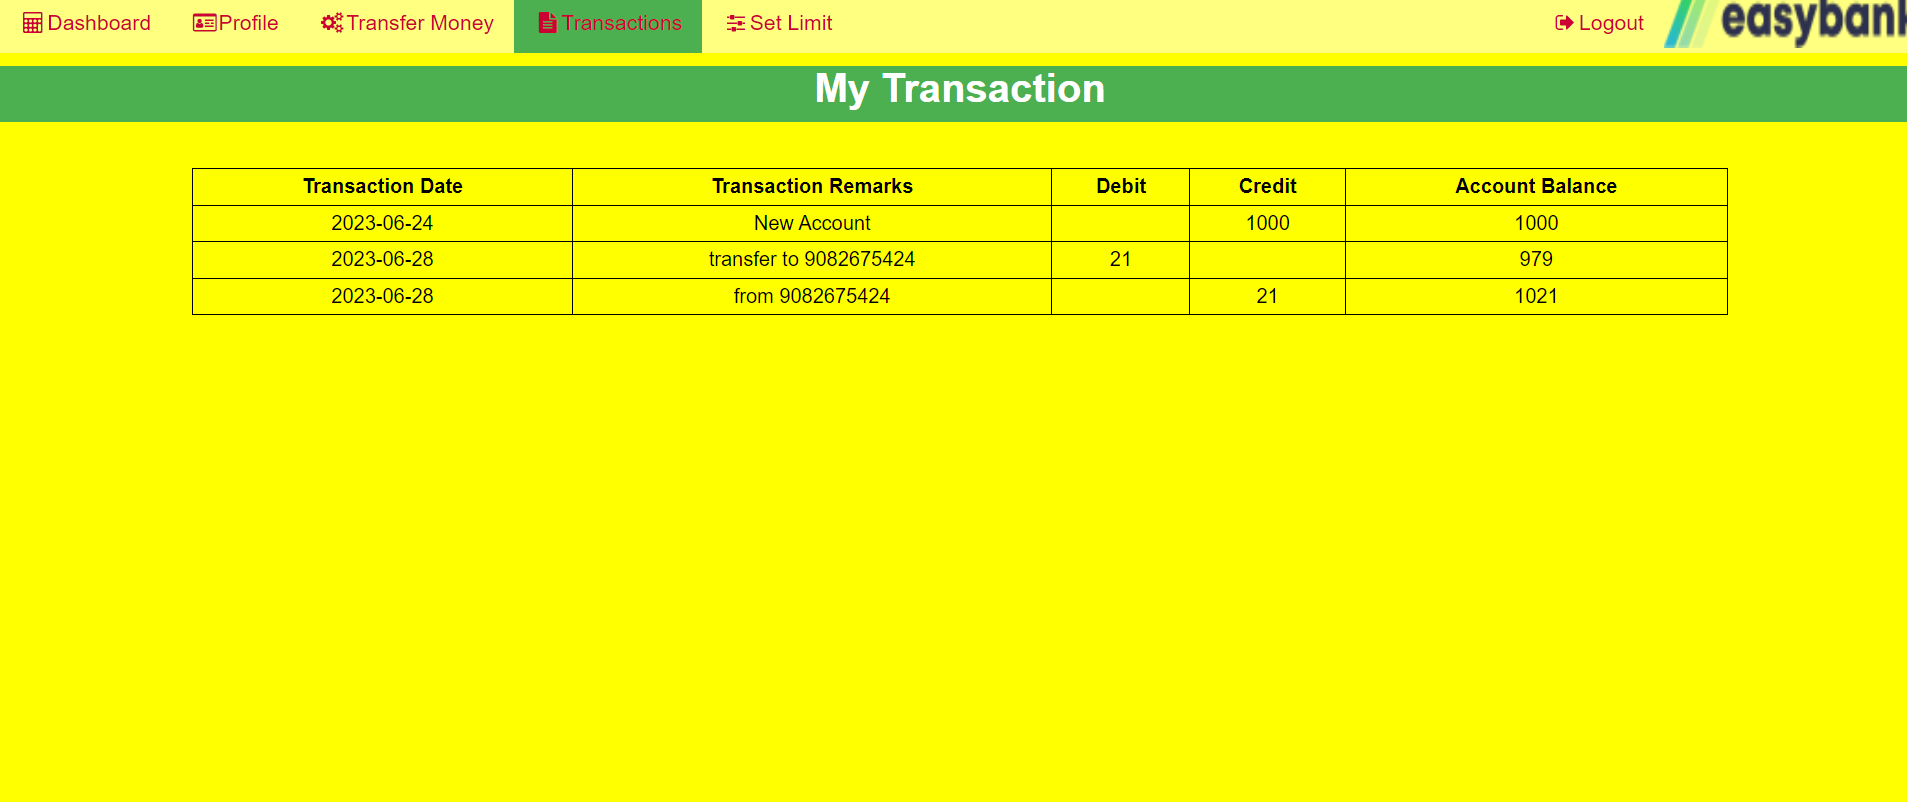 Dashboard Profile Transfer Money Transactions Set Limit Logout easybank
My Transaction
Transaction Date Transaction Remarks Debit Credit Account Balance
2023-06-24 New Account 1000 1000
2023-06-28 transfer to 9082675424 21 979
2023-06-28 from 9082675424 21 1021